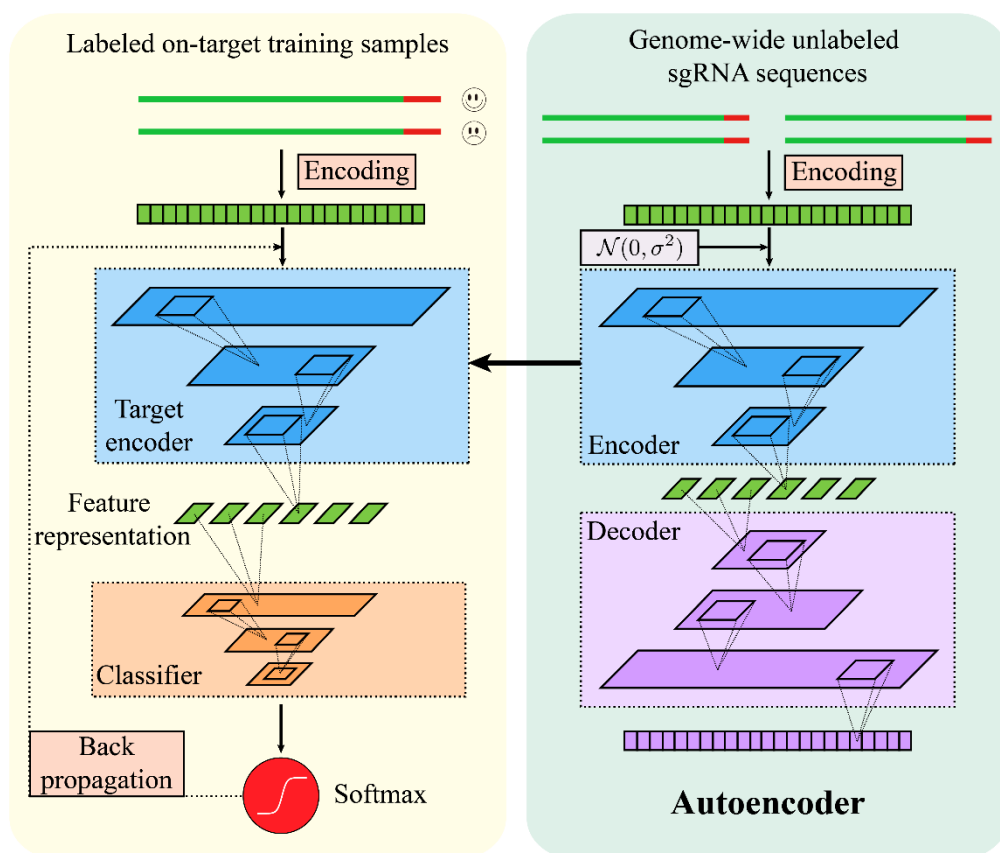 Labeled on-target training samples
Encoding
Target
encoder
Feature
representation
Classifier
Back
propagation
Softmax
Genome-wide unlabeled
sgRNA sequences
Encoding
𝒩(0, σ²)
Encoder
Decoder
Autoencoder